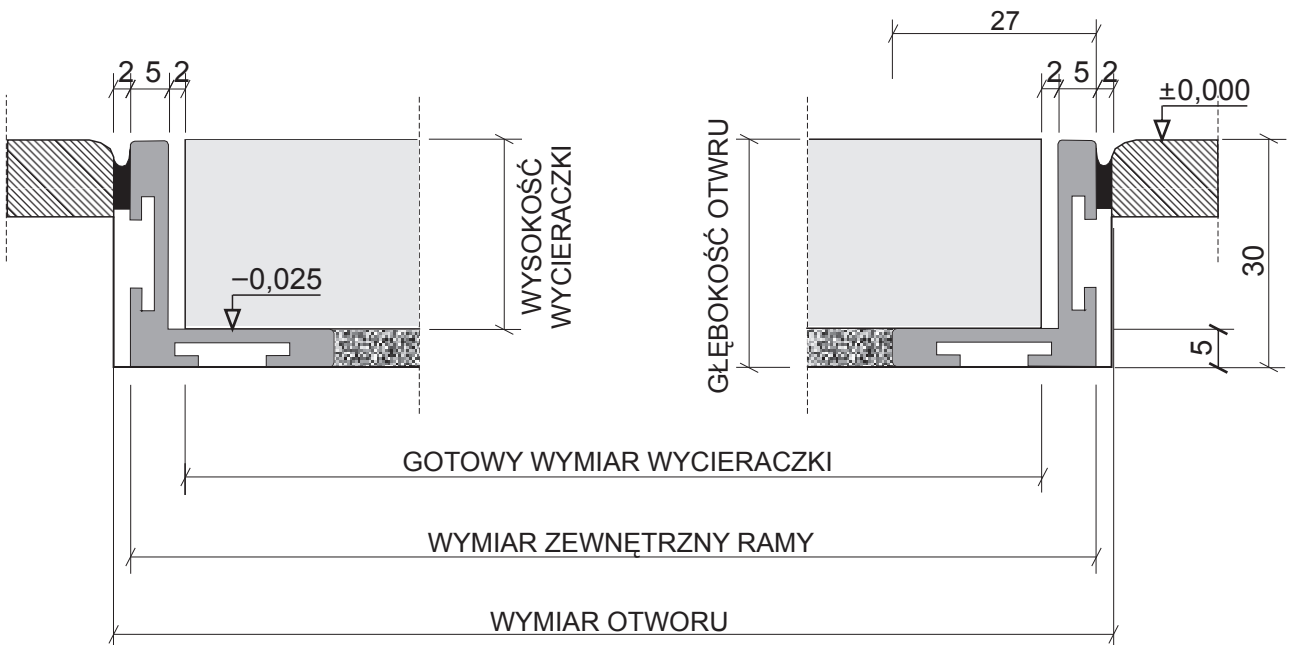 27
2 5 2
2 5 2
±0,000
WYSOKOŚĆ
WYCIERACZKI
GŁĘBOKOŚĆ OTWRU
−0,025
30
5
GOTOWY WYMIAR WYCIERACZKI
WYMIAR ZEWNĘTRZNY RAMY
WYMIAR OTWORU